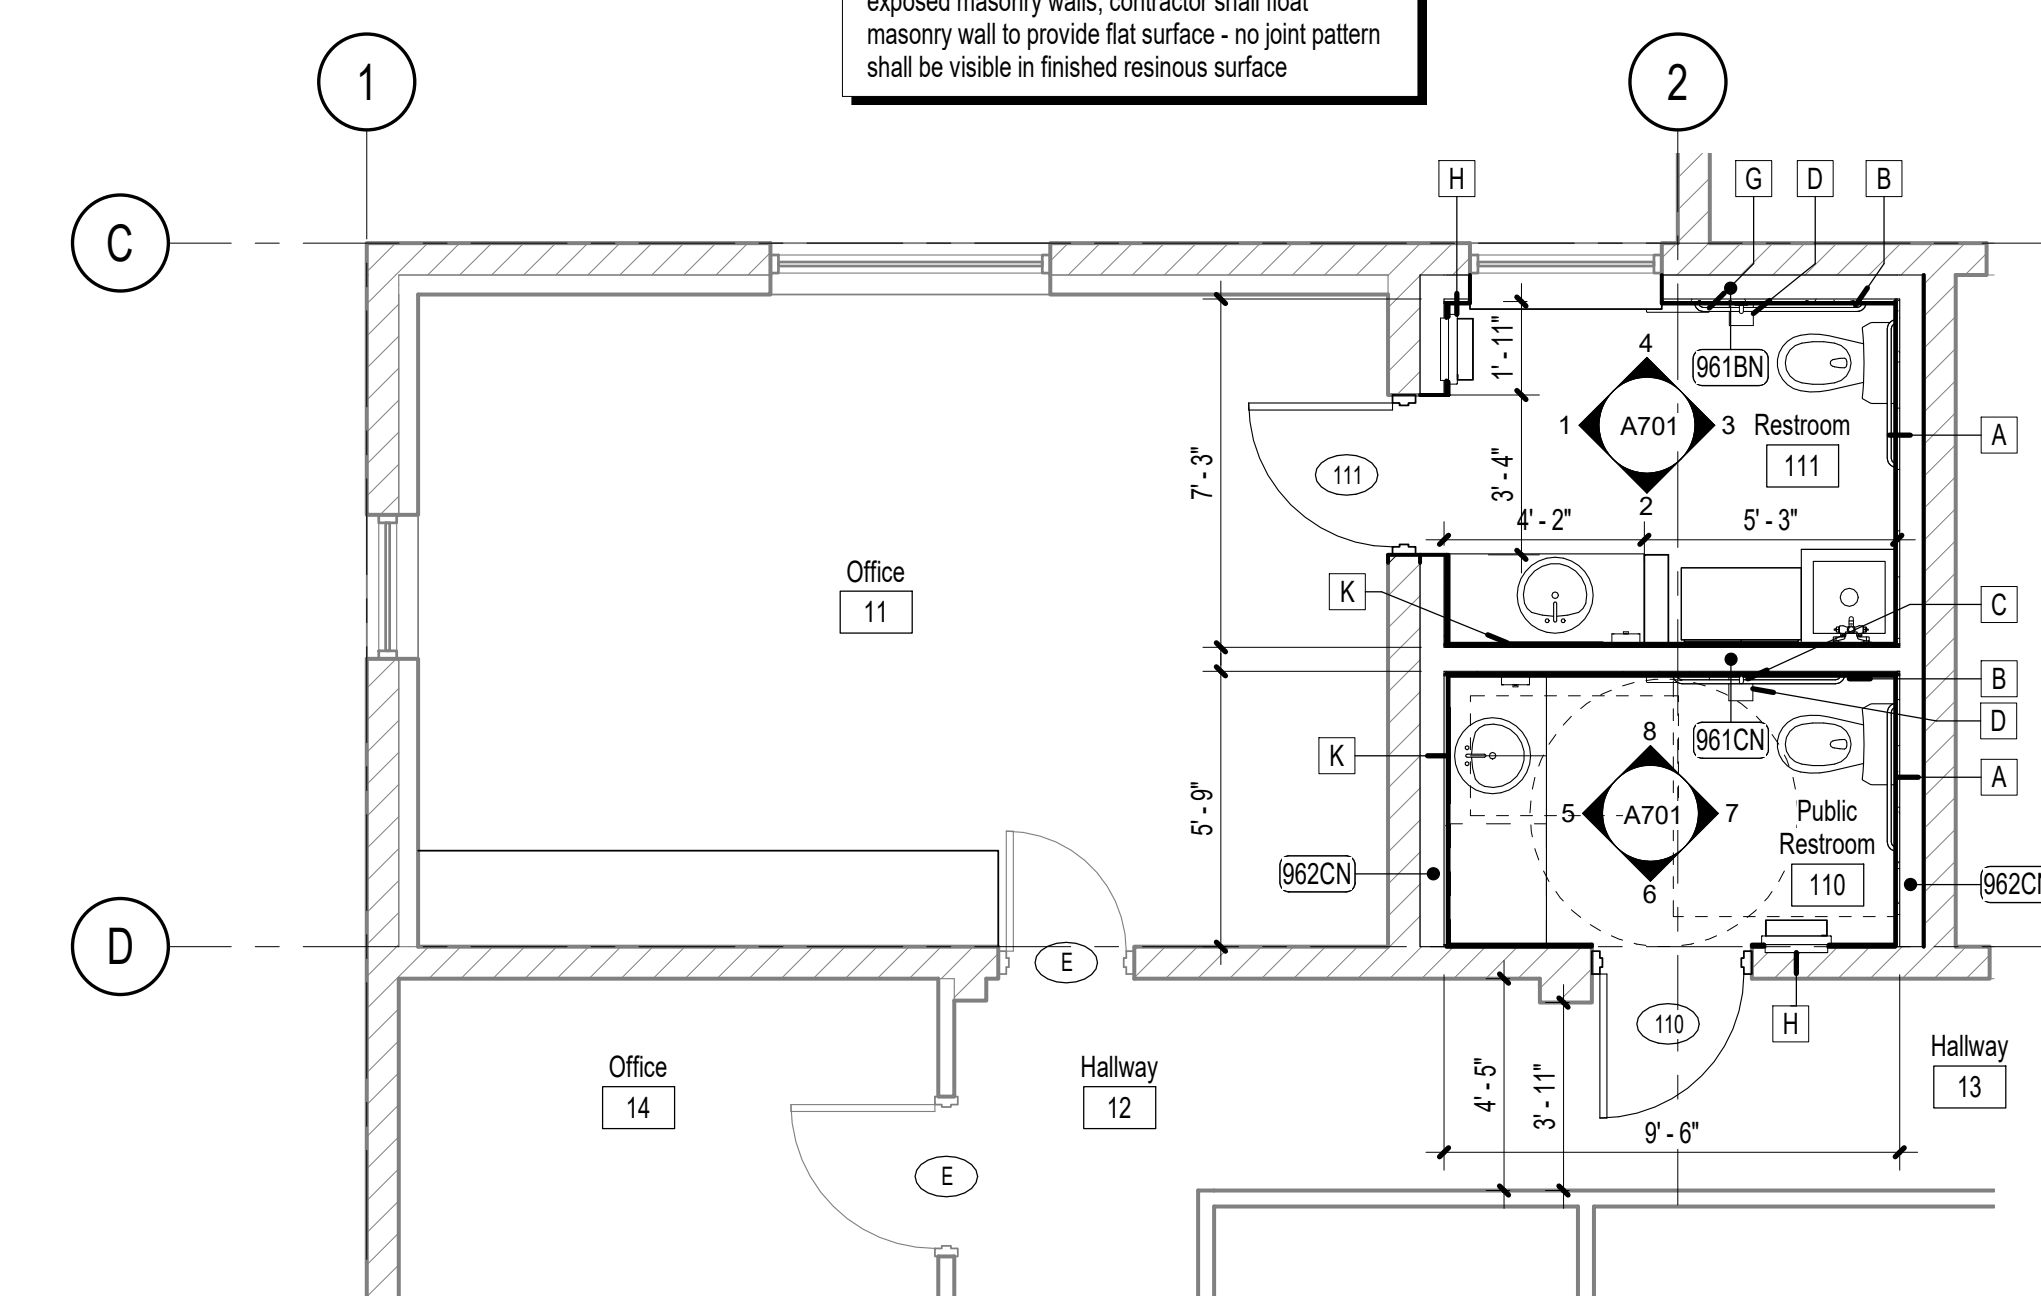 exposed masonry walls, contractor shall float
masonry wall to provide flat surface - no joint pattern
shall be visible in finished resinous surface
1
2
H
G
D
B
C
1' - 11"
4
961BN
1
A701
3
Restroom
111
A
7' - 3"
111
3' - 4"
2
4' - 2"
5' - 3"
Office
11
K
C
B
D
8
961CN
K
A
5' - 9"
5
A701
7
Public
Restroom
110
962CN
6
D
E
110
H
Office
14
Hallway
12
4' - 5"
3' - 11"
9' - 6"
Hallway
13
E